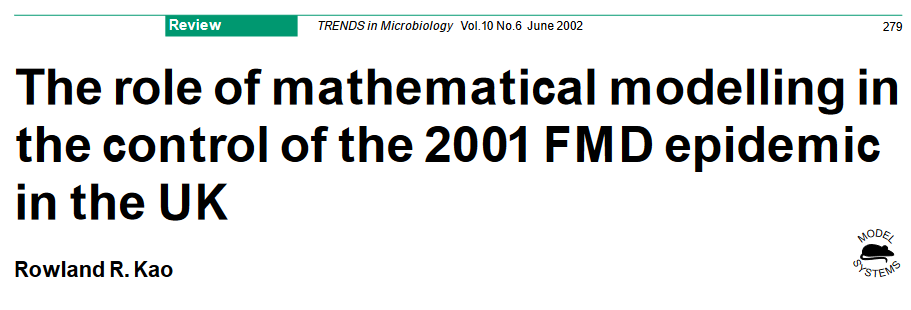 Review TRENDS in Microbiology Vol.10 No.6 June 2002 279
The role of mathematical modelling in
the control of the 2001 FMD epidemic
in the UK
Rowland R. Kao
MODEL
SYSTEMS